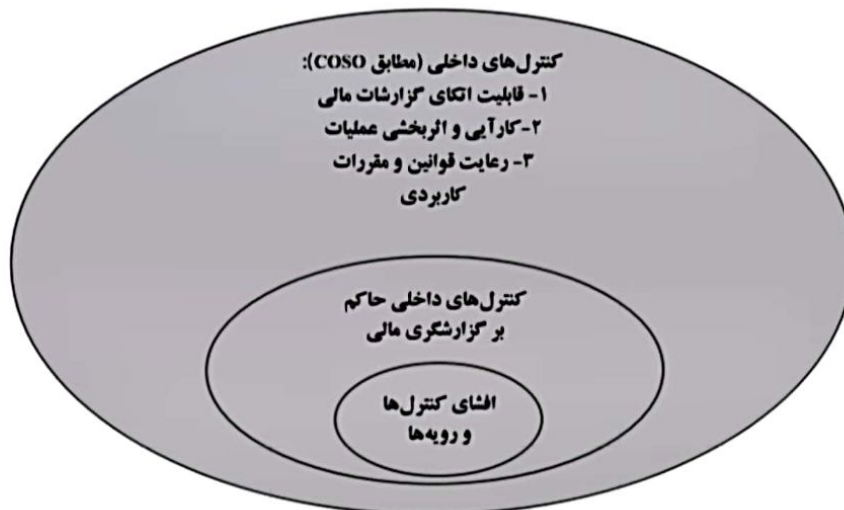 کنترل‌های داخلی (مطابق COSO):
۱- قابلیت اتکای گزارشات مالی
۲-کارآیی و اثربخشی عملیات
۳- رعایت قوانین و مقررات
کاربردی
کنترل‌های داخلی حاکم
بر گزارشگری مالی
افشای کنترل‌ها
و رویه‌ها